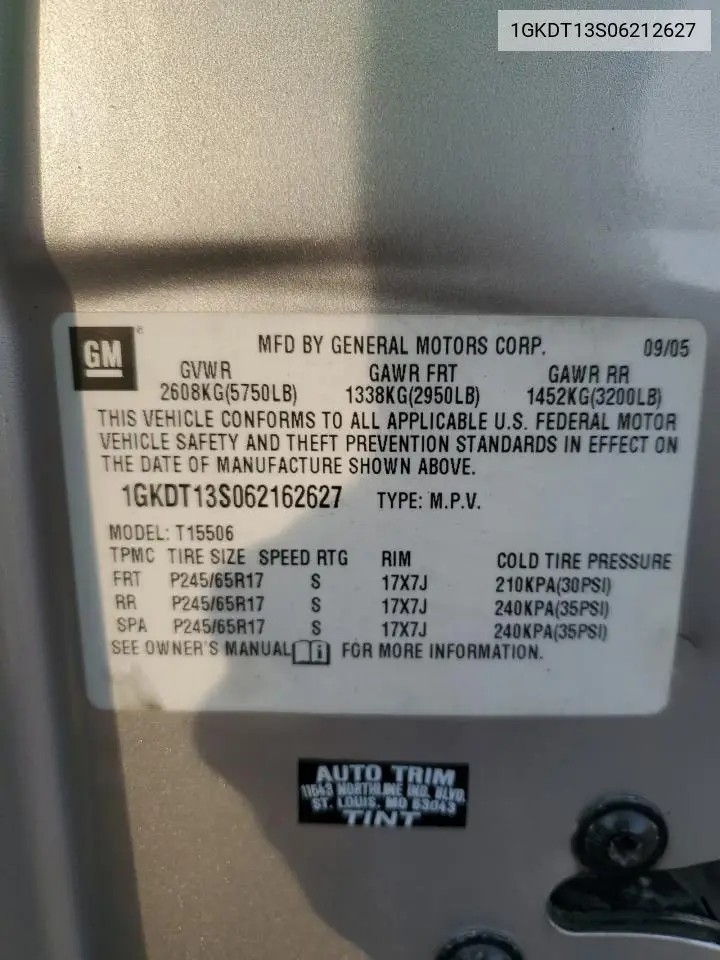 1GKDT13S06212627
GM ®
MFD BY GENERAL MOTORS CORP. 09/05
GVWR GAWR FRT GAWR RR
2608KG(5750LB) 1338KG(2950LB) 1452KG(3200LB)
THIS VEHICLE CONFORMS TO ALL APPLICABLE U.S. FEDERAL MOTOR
VEHICLE SAFETY AND THEFT PREVENTION STANDARDS IN EFFECT ON
THE DATE OF MANUFACTURE SHOWN ABOVE.
1GKDT13S062162627 TYPE: M.P.V.
MODEL: T15506
TPMC TIRE SIZE SPEED RTG RIM COLD TIRE PRESSURE
FRT P245/65R17 S 17X7J 210KPA(30PSI)
RR P245/65R17 S 17X7J 240KPA(35PSI)
SPA P245/65R17 S 17X7J 240KPA(35PSI)
SEE OWNER'S MANUAL i FOR MORE INFORMATION.
AUTO TRIM
11643 NORTHLINE IND. BLVD.
ST. LOUIS, MO 63043
TINT